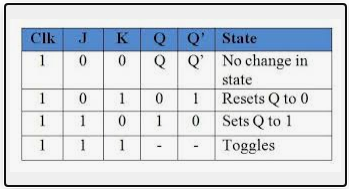 Clk J K Q Q’ State
1 0 0 Q Q’ No change in
state
1 0 1 0 1 Resets Q to 0
1 1 0 1 0 Sets Q to 1
1 1 1 - - Toggles